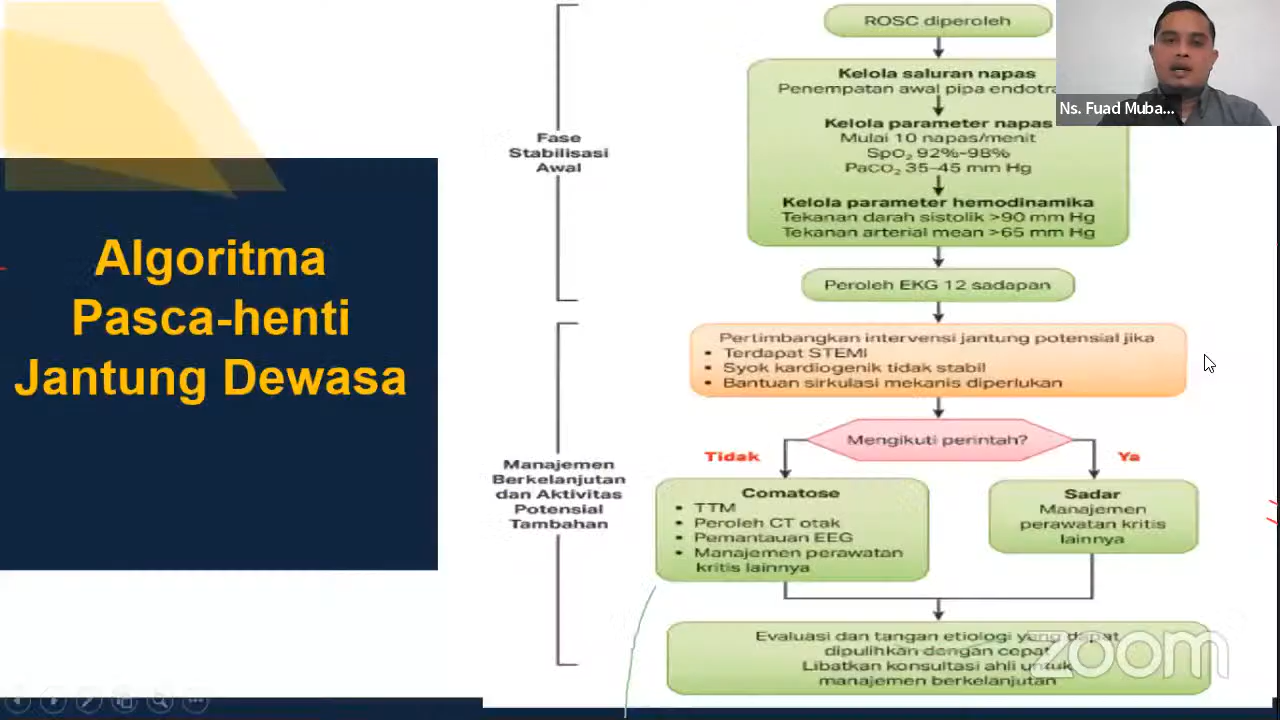 Algoritma
Pasca-henti
Jantung Dewasa
Fase
Stabilisasi
Awal
ROSC diperoleh
Kelola saluran napas
Penempatan awal pipa endotra
Kelola parameter napas
Mulai 10 napas/menit
SpO₂ 92%-98%
PaCO₂ 35-45 mm Hg
Kelola parameter hemodinamika
Tekanan darah sistolik >90 mm Hg
Tekanan arterial mean >65 mm Hg
Peroleh EKG 12 sadapan
Manajemen
Berkelanjutan
dan Aktivitas
Potensial
Tambahan
Pertimbangkan intervensi jantung potensial jika
• Terdapat STEMI
• Syok kardiogenik tidak stabil
• Bantuan sirkulasi mekanis diperlukan
Mengikuti perintah?
Tidak
Ya
Comatose
• TTM
• Peroleh CT otak
• Pemantauan EEG
• Manajemen perawatan
kritis lainnya
Sadar
Manajemen
perawatan kritis
lainnya
Evaluasi dan tangan etiologi yang dapat
dipulihkan dengan cepat
Libatkan konsultasi ahli untuk
manajemen berkelanjutan
Ns. Fuad Muba...
zoom